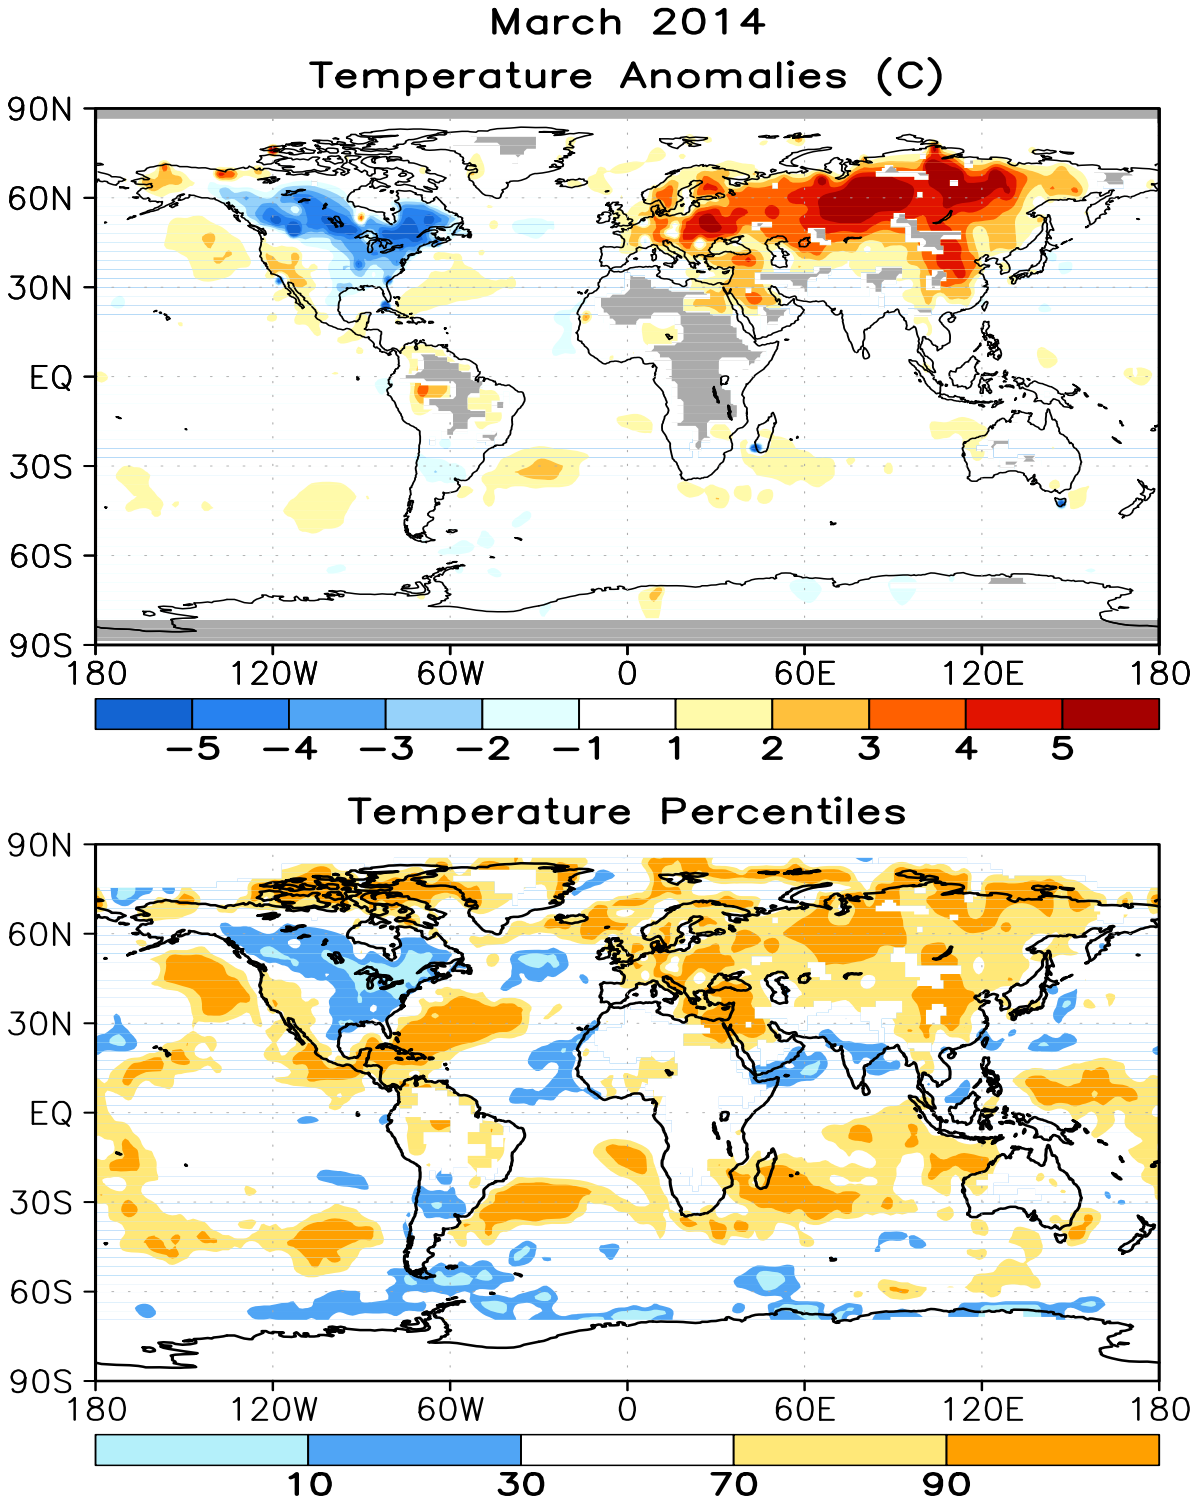 March 2014
Temperature Anomalies (C)
90N
60N
30N
EQ
30S
60S
90S
180 120W 60W 0 60E 120E 180
−5 −4 −3 −2 −1 1 2 3 4 5
Temperature Percentiles
90N
60N
30N
EQ
30S
60S
90S
180 120W 60W 0 60E 120E 180
10 30 70 90